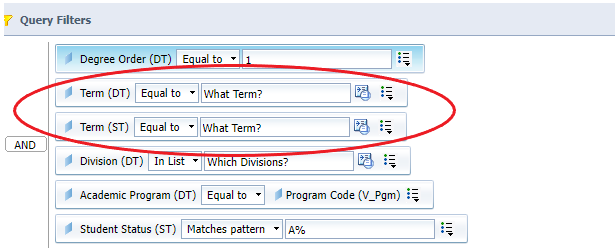 Query Filters
Degree Order (DT) Equal to 1
Term (DT) Equal to What Term?
Term (ST) Equal to What Term?
AND
Division (DT) In List Which Divisions?
Academic Program (DT) Equal to Program Code (V_Pgm)
Student Status (ST) Matches pattern A%